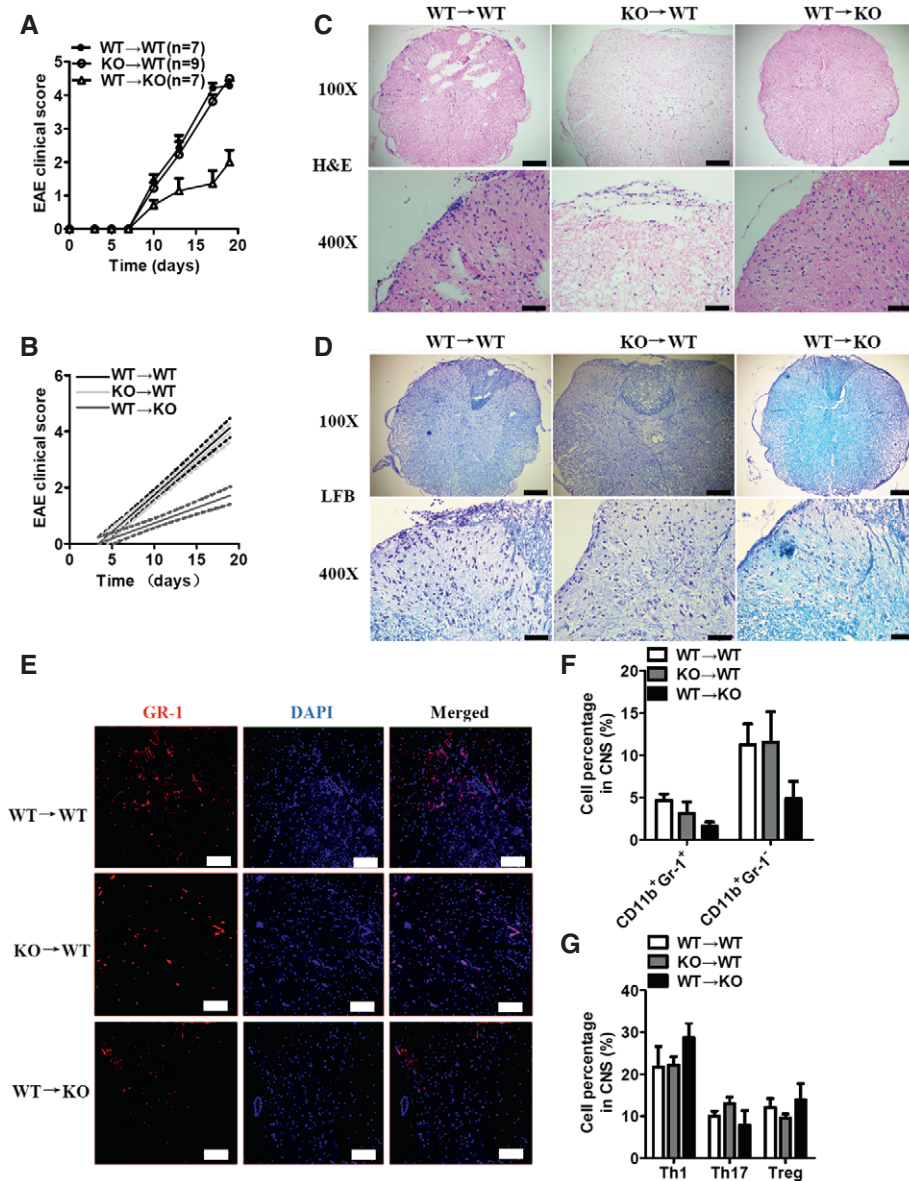 A
WT→WT(n=7)
KO→WT(n=9)
WT→KO(n=7)
EAE clinical score
5
4
3
2
1
0
0 5 10 15 20
Time (days)
B
WT→WT
KO→WT
WT→KO
EAE clinical score
6
4
2
0
0 5 10 15 20
Time （days）
C
WT→WT KO→WT WT→KO
100X
H&E
400X
D
WT→WT KO→WT WT→KO
100X
LFB
400X
E
GR-1 DAPI Merged
WT→WT
KO→WT
WT→KO
F
WT→WT
KO→WT
WT→KO
Cell percentage
in CNS (%)
20
15
10
5
0
CD11b⁺Gr-1⁺ CD11b⁺Gr-1⁻
G
WT→WT
KO→WT
WT→KO
Cell percentage
in CNS (%)
40
30
20
10
0
Th1 Th17 Treg